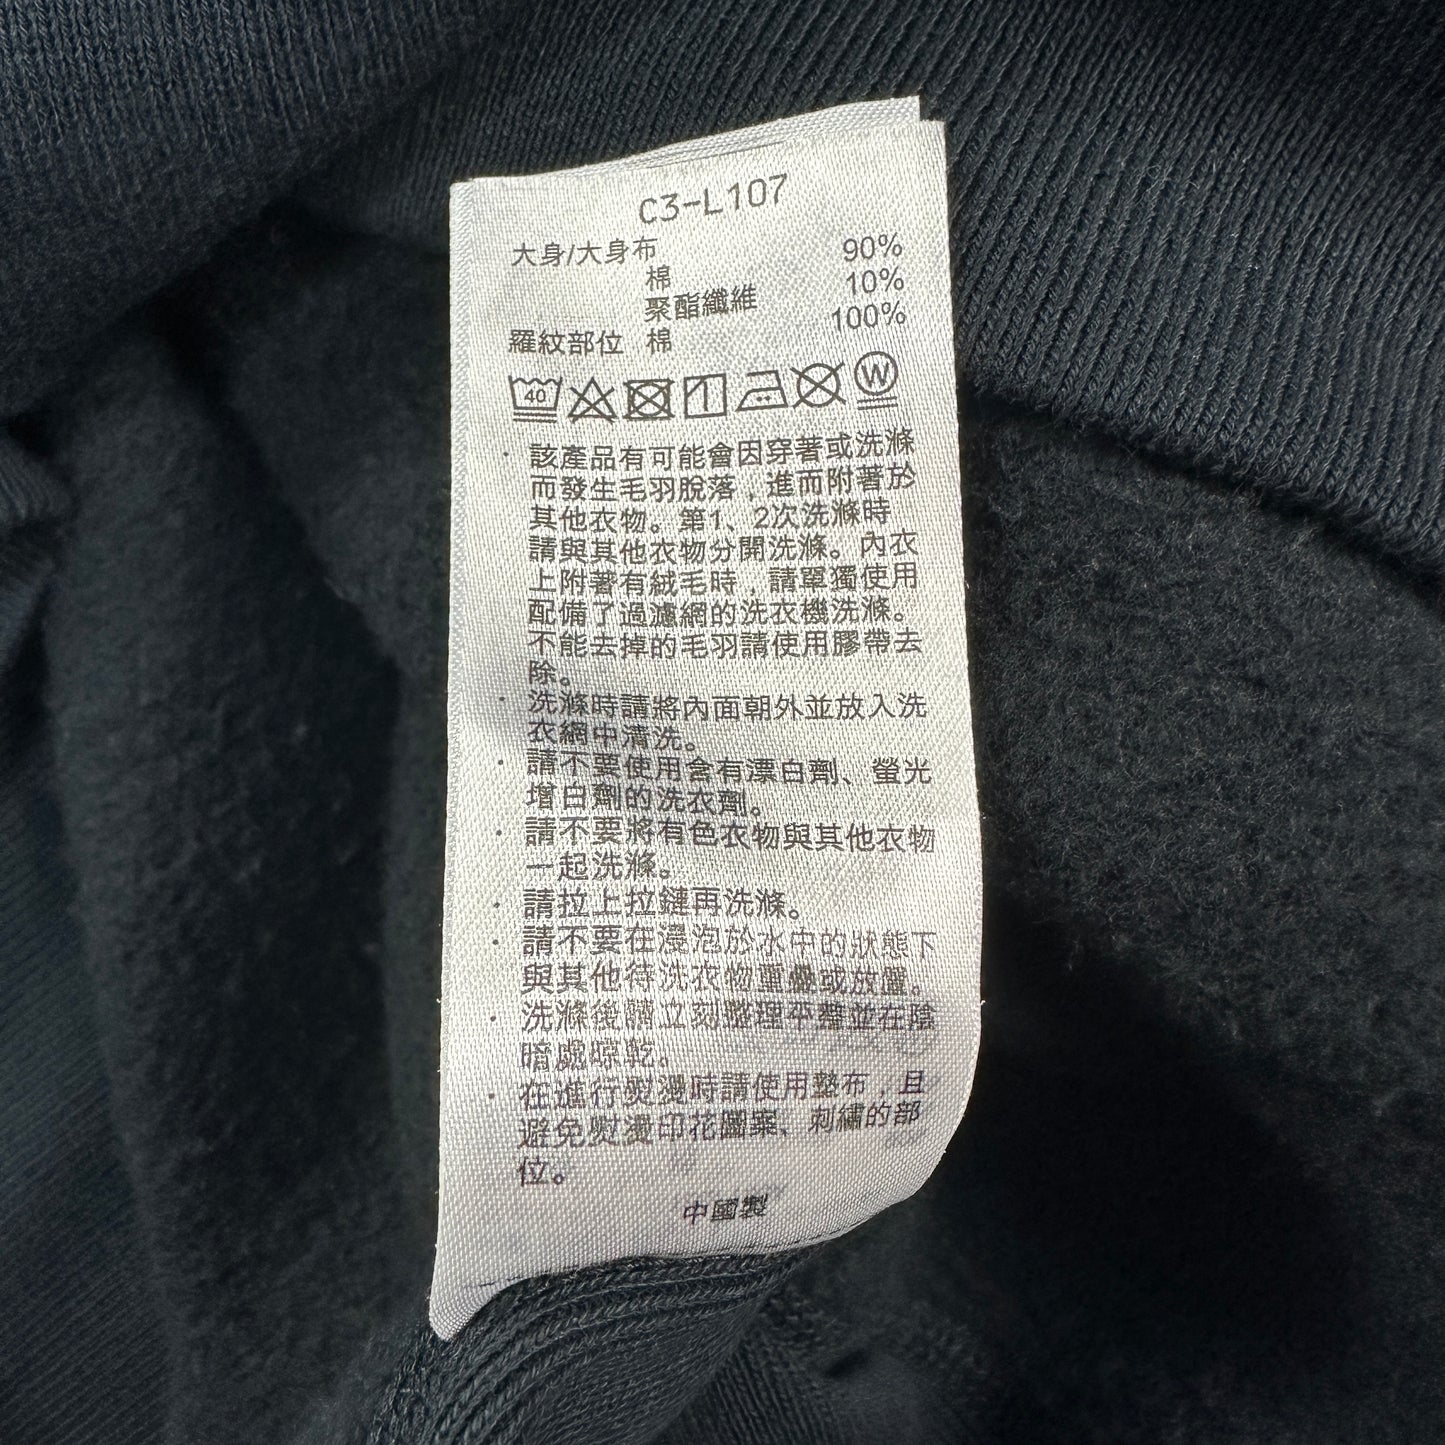 C3-L107
大身/大身布
棉 90%
聚酯纖維 10%
羅紋部位 棉 100%
40 W
· 該產品有可能會因穿著或洗滌
而發生毛羽脫落，進而附著於
其他衣物。第1、2次洗滌時
請與其他衣物分開洗滌。內衣
上附著有絨毛時，請單獨使用
配備了過濾網的洗衣機洗滌。
不能去掉的毛羽請使用膠帶去
除。
· 洗滌時請將內面朝外並放入洗
衣網中清洗。
· 請不要使用含有漂白劑、螢光
增白劑的洗衣劑。
· 請不要將有色衣物與其他衣物
一起洗滌。
· 請拉上拉鏈再洗滌。
· 請不要在浸泡於水中的狀態下
與其他待洗衣物重疊或放置。
· 洗滌後請立刻整理平整並在陰
暗處晾乾。
· 在進行熨燙時請使用墊布，且
避免熨燙印花圖案、刺繡的部
位。
中國製